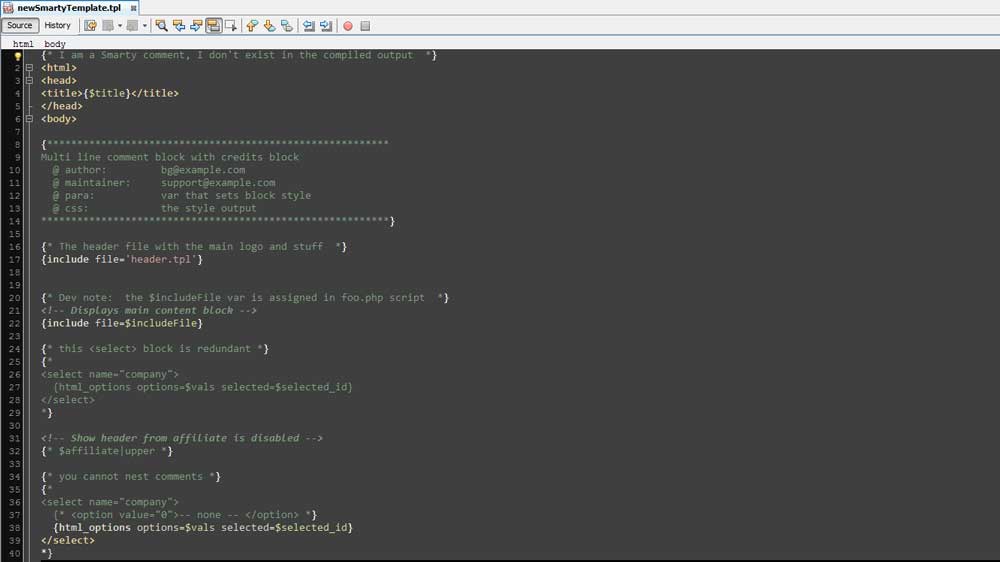 newSmartyTemplate.tpl
Source History
html body
{* I am a Smarty comment, I don't exist in the compiled output  *}
2 <html>
3 <head>
4 <title>{$title}</title>
5 </head>
6 <body>
7
8 {*********************************************************
9 Multi line comment block with credits block
10   @ author:         bg@example.com
11   @ maintainer:     support@example.com
12   @ para:           var that sets block style
13   @ css:            the style output
14 **********************************************************}
15
16 {* The header file with the main logo and stuff  *}
17 {include file='header.tpl'}
18
19
20 {* Dev note:  the $includeFile var is assigned in foo.php script  *}
21 <!-- Displays main content block -->
22 {include file=$includeFile}
23
24 {* this <select> block is redundant *}
25 {*
26 <select name="company">
27   {html_options options=$vals selected=$selected_id}
28 </select>
29 *}
30
31 <!-- Show header from affiliate is disabled -->
32 {* $affiliate|upper *}
33
34 {* you cannot nest comments *}
35 {*
36 <select name="company">
37   {* <option value="0">-- none -- </option> *}
38   {html_options options=$vals selected=$selected_id}
39 </select>
40 *}